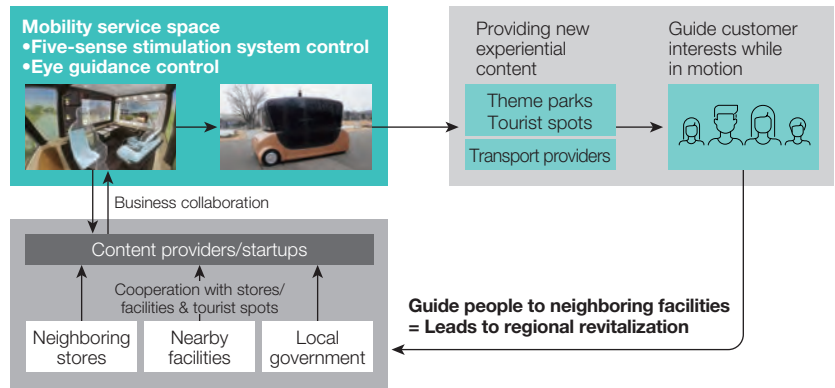 Mobility service space
•Five-sense stimulation system control
•Eye guidance control
Providing new
experiential
content
Theme parks
Tourist spots
Transport providers
Guide customer
interests while
in motion
Business collaboration
Content providers/startups
Cooperation with stores/
facilities & tourist spots
Neighboring
stores
Nearby
facilities
Local
government
Guide people to neighboring facilities
= Leads to regional revitalization